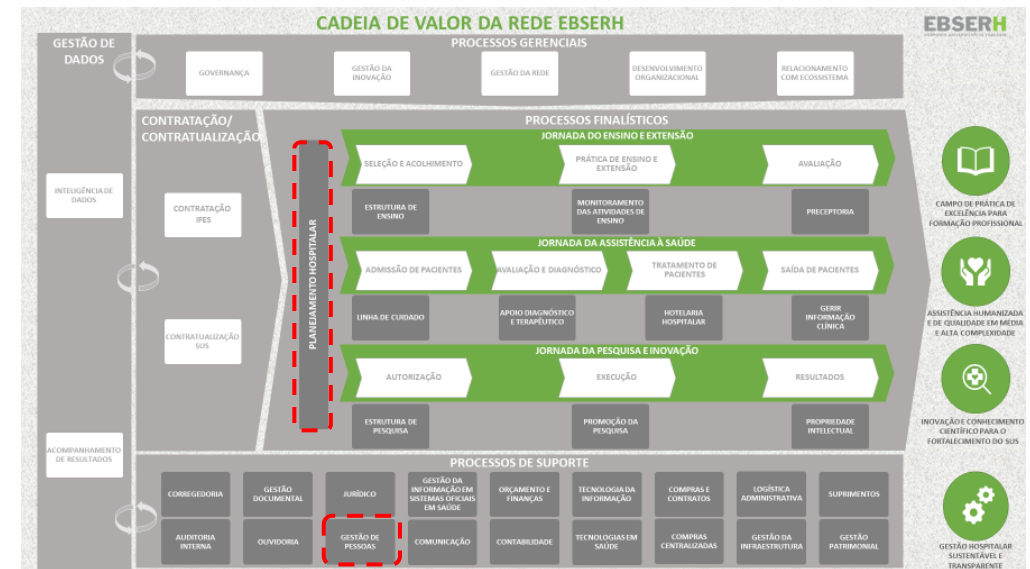 CADEIA DE VALOR DA REDE EBSERH
EBSERH
GESTÃO DE
DADOS
PROCESSOS GERENCIAIS
GOVERNANÇA
GESTÃO DA
INOVAÇÃO
GESTÃO DA REDE
DESENVOLVIMENTO
ORGANIZACIONAL
RELACIONAMENTO
COM ECOSSISTEMA
INTELIGÊNCIA DE
DADOS
ACOMPANHAMENTO
DE RESULTADOS
CONTRATAÇÃO/
CONTRATUALIZAÇÃO
CONTRATAÇÃO
IFES
CONTRATUALIZAÇÃO
SUS
PROCESSOS FINALÍSTICOS
PLANEJAMENTO HOSPITALAR
JORNADA DO ENSINO E EXTENSÃO
SELEÇÃO E ACOLHIMENTO
PRÁTICA DE ENSINO E
EXTENSÃO
AVALIAÇÃO
ESTRUTURA DE
ENSINO
MONITORAMENTO
DAS ATIVIDADES DE
ENSINO
PRECEPTORIA
JORNADA DA ASSISTÊNCIA À SAÚDE
ADMISSÃO DE PACIENTES
AVALIAÇÃO E DIAGNÓSTICO
TRATAMENTO DE
PACIENTES
SAÍDA DE PACIENTES
LINHA DE CUIDADO
APOIO DIAGNÓSTICO
E TERAPÊUTICO
HOTELARIA
HOSPITALAR
GERIR
INFORMAÇÃO
CLÍNICA
JORNADA DA PESQUISA E INOVAÇÃO
AUTORIZAÇÃO
EXECUÇÃO
RESULTADOS
ESTRUTURA DE
PESQUISA
PROMOÇÃO DA
PESQUISA
PROPRIEDADE
INTELECTUAL
PROCESSOS DE SUPORTE
CORREGEDORIA
GESTÃO
DOCUMENTAL
JURÍDICO
GESTÃO DA
INFORMAÇÃO EM
SISTEMAS OFICIAIS
EM SAÚDE
ORÇAMENTO E
FINANÇAS
TECNOLOGIA DA
INFORMAÇÃO
COMPRAS E
CONTRATOS
LOGÍSTICA
ADMINISTRATIVA
SUPRIMENTOS
AUDITORIA
INTERNA
OUVIDORIA
GESTÃO DE
PESSOAS
COMUNICAÇÃO
CONTABILIDADE
TECNOLOGIAS EM
SAÚDE
COMPRAS
CENTRALIZADAS
GESTÃO DA
INFRAESTRUTURA
GESTÃO
PATRIMONIAL
CAMPO DE PRÁTICA DE
EXCELÊNCIA PARA
FORMAÇÃO PROFISSIONAL
ASSISTÊNCIA HUMANIZADA
E DE QUALIDADE EM MÉDIA
E ALTA COMPLEXIDADE
INOVAÇÃO E CONHECIMENTO
CIENTÍFICO PARA O
FORTALECIMENTO DO SUS
GESTÃO HOSPITALAR
SUSTENTÁVEL E
TRANSPARENTE